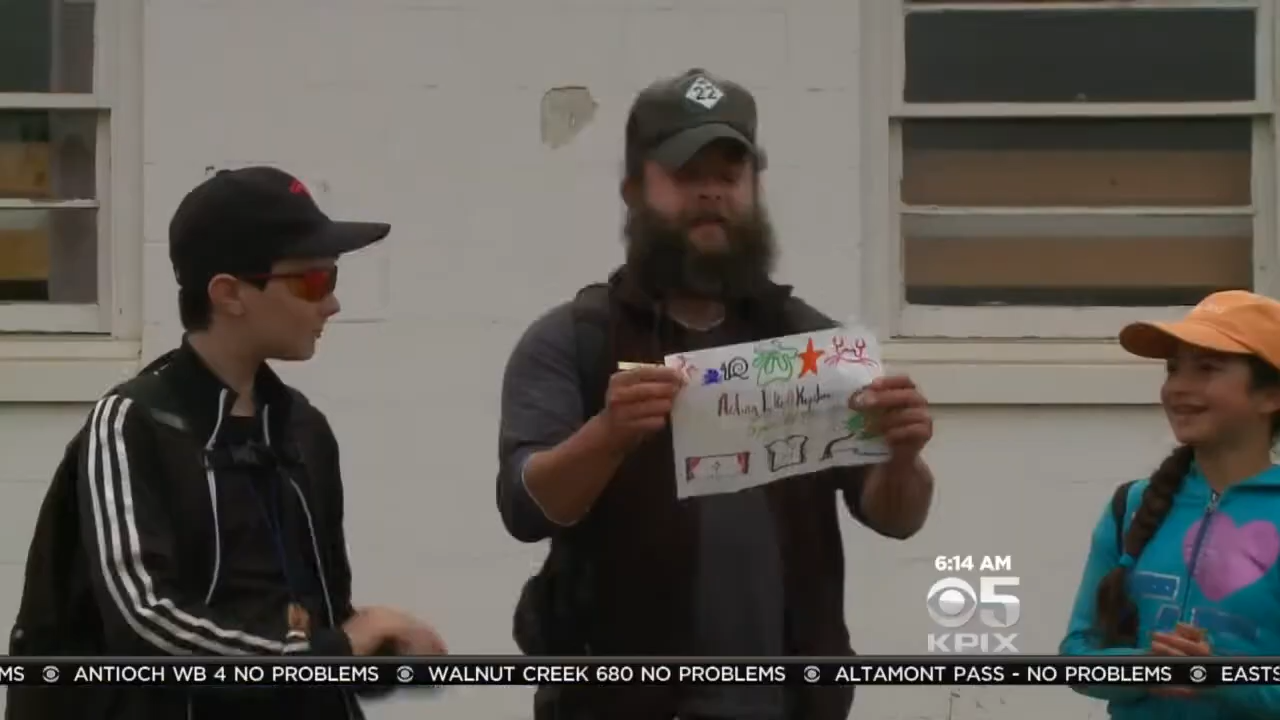 22
6:14 AM
5
KPIX
MS ANTIOCH WB 4 NO PROBLEMS WALNUT CREEK 680 NO PROBLEMS ALTAMONT PASS - NO PROBLEMS EASTS